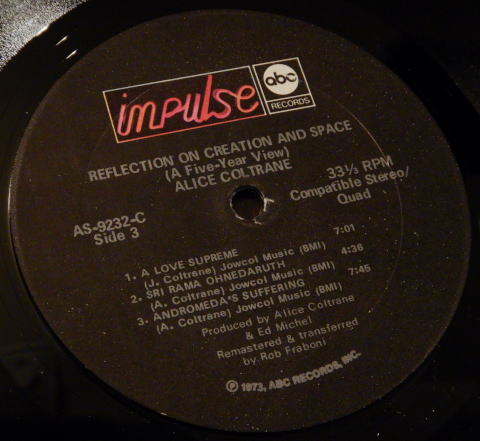 impulse
abc
RECORDS
REFLECTION ON CREATION AND SPACE
(A Five-Year View)
ALICE COLTRANE
AS-9232-C
Side 3
33⅓ RPM
Compatible Stereo/
Quad
1. A LOVE SUPREME 7:01
(J. Coltrane) Jowcol Music (BMI)
2. SRI RAMA OHNEDARUTH 4:36
(A. Coltrane) Jowcol Music (BMI)
3. ANDROMEDA'S SUFFERING 7:45
(A. Coltrane) Jowcol Music (BMI)
Produced by Alice Coltrane
& Ed Michel
Remastered & transferred
by Rob Fraboni
Ⓟ 1973, ABC RECORDS, INC.